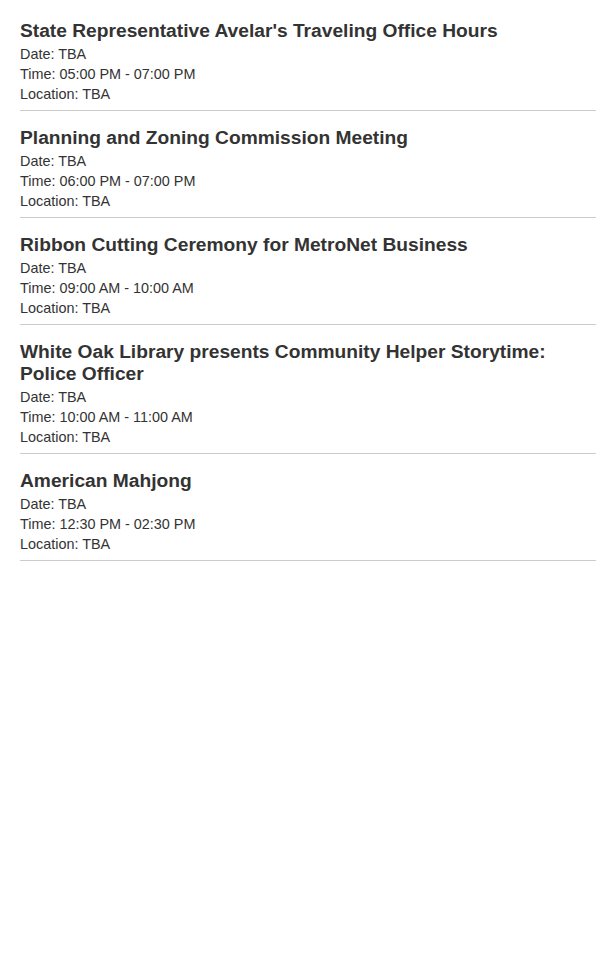 State Representative Avelar's Traveling Office Hours
Date: TBA
Time: 05:00 PM - 07:00 PM
Location: TBA
Planning and Zoning Commission Meeting
Date: TBA
Time: 06:00 PM - 07:00 PM
Location: TBA
Ribbon Cutting Ceremony for MetroNet Business
Date: TBA
Time: 09:00 AM - 10:00 AM
Location: TBA
White Oak Library presents Community Helper Storytime:
Police Officer
Date: TBA
Time: 10:00 AM - 11:00 AM
Location: TBA
American Mahjong
Date: TBA
Time: 12:30 PM - 02:30 PM
Location: TBA